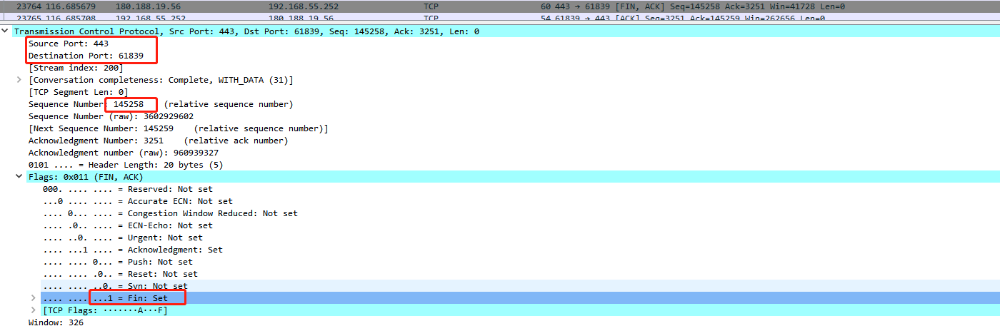 23764 116.685679 180.188.19.56 192.168.55.252 TCP 60 443 → 61839 [FIN, ACK] Seq=145258 Ack=3251 Win=41728 Len=0
23765 116.685708 192.168.55.252 180.188.19.56 TCP 54 61839 → 443 [ACK] Seq=3251 Ack=145259 Win=262656 Len=0
Transmission Control Protocol, Src Port: 443, Dst Port: 61839, Seq: 145258, Ack: 3251, Len: 0
Source Port: 443
Destination Port: 61839
[Stream index: 200]
[Conversation completeness: Complete, WITH_DATA (31)]
[TCP Segment Len: 0]
Sequence Number: 145258 (relative sequence number)
Sequence Number (raw): 3602929602
[Next Sequence Number: 145259 (relative sequence number)]
Acknowledgment Number: 3251 (relative ack number)
Acknowledgment number (raw): 960939327
0101 .... = Header Length: 20 bytes (5)
Flags: 0x011 (FIN, ACK)
000. .... .... = Reserved: Not set
...0 .... .... = Accurate ECN: Not set
.... 0... .... = Congestion Window Reduced: Not set
.... .0.. .... = ECN-Echo: Not set
.... ..0. .... = Urgent: Not set
.... ...1 .... = Acknowledgment: Set
.... .... 0... = Push: Not set
.... .... .0.. = Reset: Not set
.... .... ..0. = Syn: Not set
.... .... ...1 = Fin: Set
[TCP Flags: ·······A···F]
Window: 326